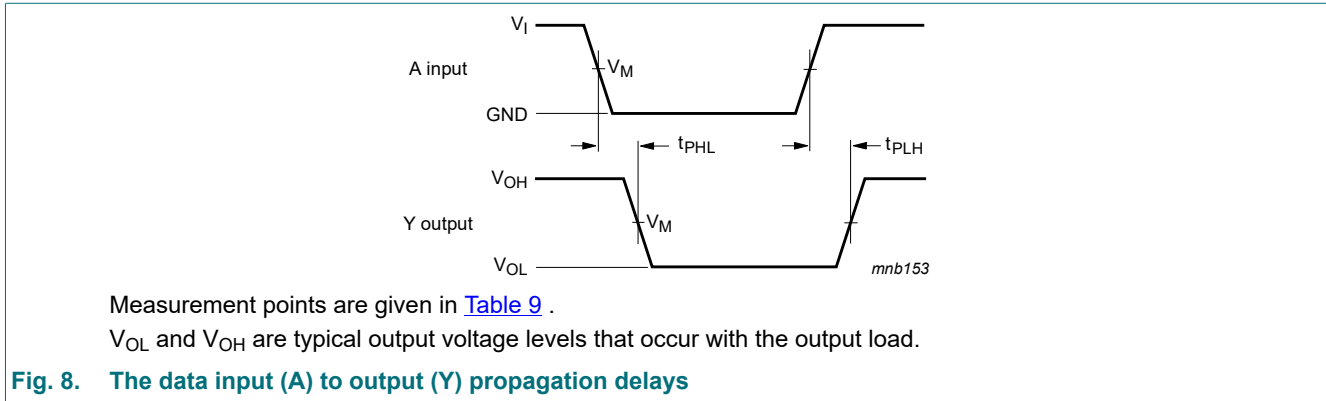 VI
A input
VM
GND
tPHL
tPLH
VOH
Y output
VM
VOL
mnb153
Measurement points are given in Table 9 .
VOL and VOH are typical output voltage levels that occur with the output load.
Fig. 8. The data input (A) to output (Y) propagation delays